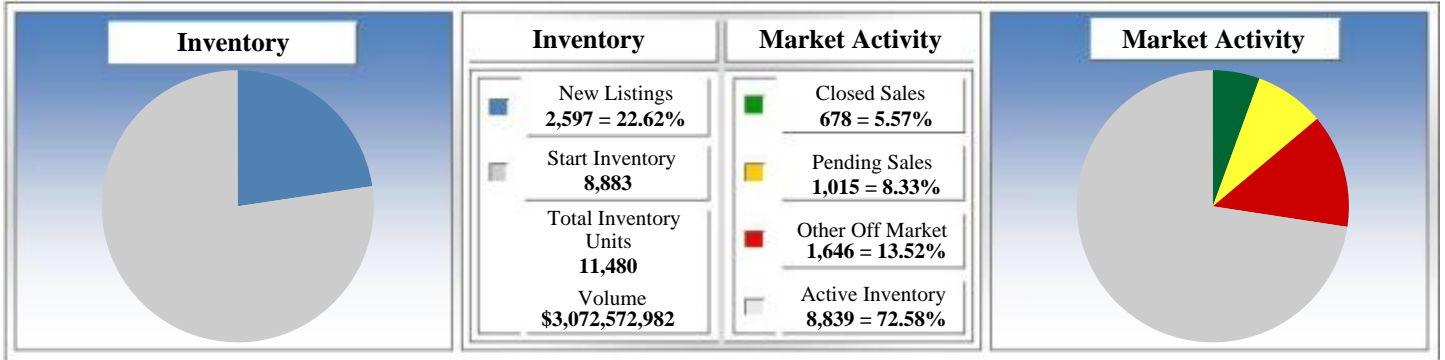 Inventory
Inventory
New Listings
2,597 = 22.62%
Start Inventory
8,883
Total Inventory
Units
11,480
Volume
$3,072,572,982
Market Activity
Closed Sales
678 = 5.57%
Pending Sales
1,015 = 8.33%
Other Off Market
1,646 = 13.52%
Active Inventory
8,839 = 72.58%
Market Activity